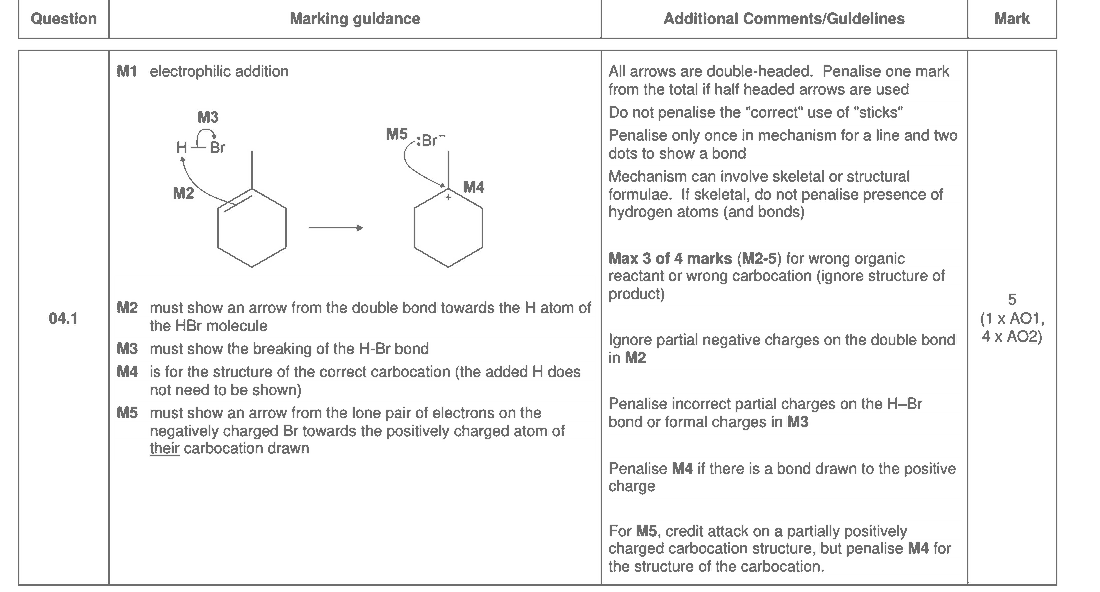 Question Marking guidance Additional Comments/Guidelines Mark
04.1
M1 electrophilic addition
M3
H Br
M2
M5 :Br–
M4
+
M2 must show an arrow from the double bond towards the H atom of
the HBr molecule
M3 must show the breaking of the H-Br bond
M4 is for the structure of the correct carbocation (the added H does
not need to be shown)
M5 must show an arrow from the lone pair of electrons on the
negatively charged Br towards the positively charged atom of
their carbocation drawn
All arrows are double-headed. Penalise one mark
from the total if half headed arrows are used
Do not penalise the "correct" use of "sticks"
Penalise only once in mechanism for a line and two
dots to show a bond
Mechanism can involve skeletal or structural
formulae. If skeletal, do not penalise presence of
hydrogen atoms (and bonds)
Max 3 of 4 marks (M2-5) for wrong organic
reactant or wrong carbocation (ignore structure of
product)
Ignore partial negative charges on the double bond
in M2
Penalise incorrect partial charges on the H–Br
bond or formal charges in M3
Penalise M4 if there is a bond drawn to the positive
charge
For M5, credit attack on a partially positively
charged carbocation structure, but penalise M4 for
the structure of the carbocation.
5
(1 x AO1,
4 x AO2)